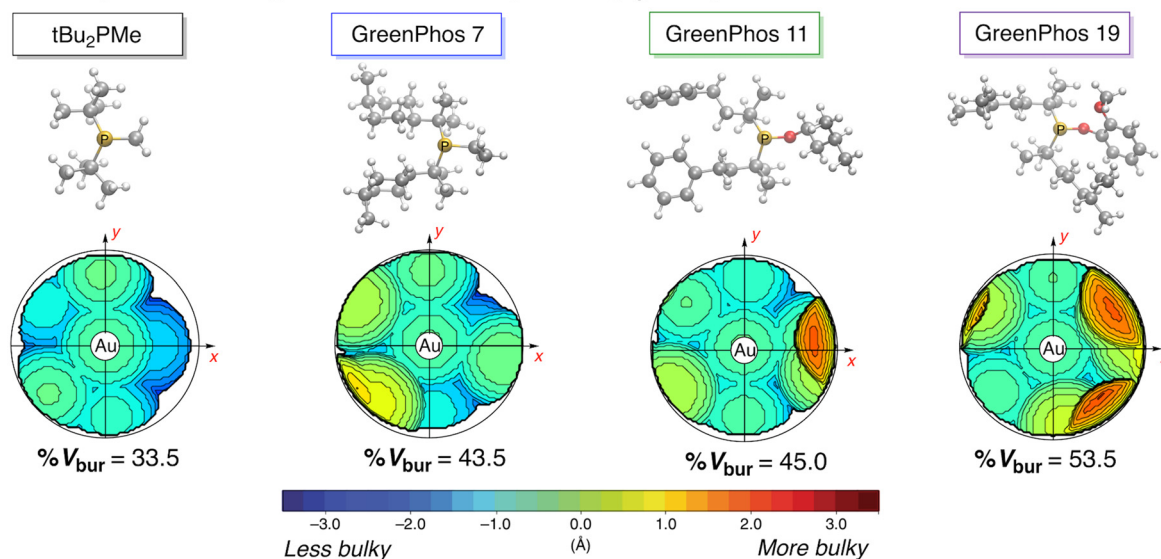 tBu₂PMe
GreenPhos 7
GreenPhos 11
GreenPhos 19
P
P
P
P
y
y
y
y
Au
x
Au
x
Au
x
Au
%Vbur = 33.5
%Vbur = 43.5
%Vbur = 45.0
%Vbur = 53.5
−3.0 −2.0 −1.0 0.0 1.0 2.0 3.0
Less bulky (Å) More bulky